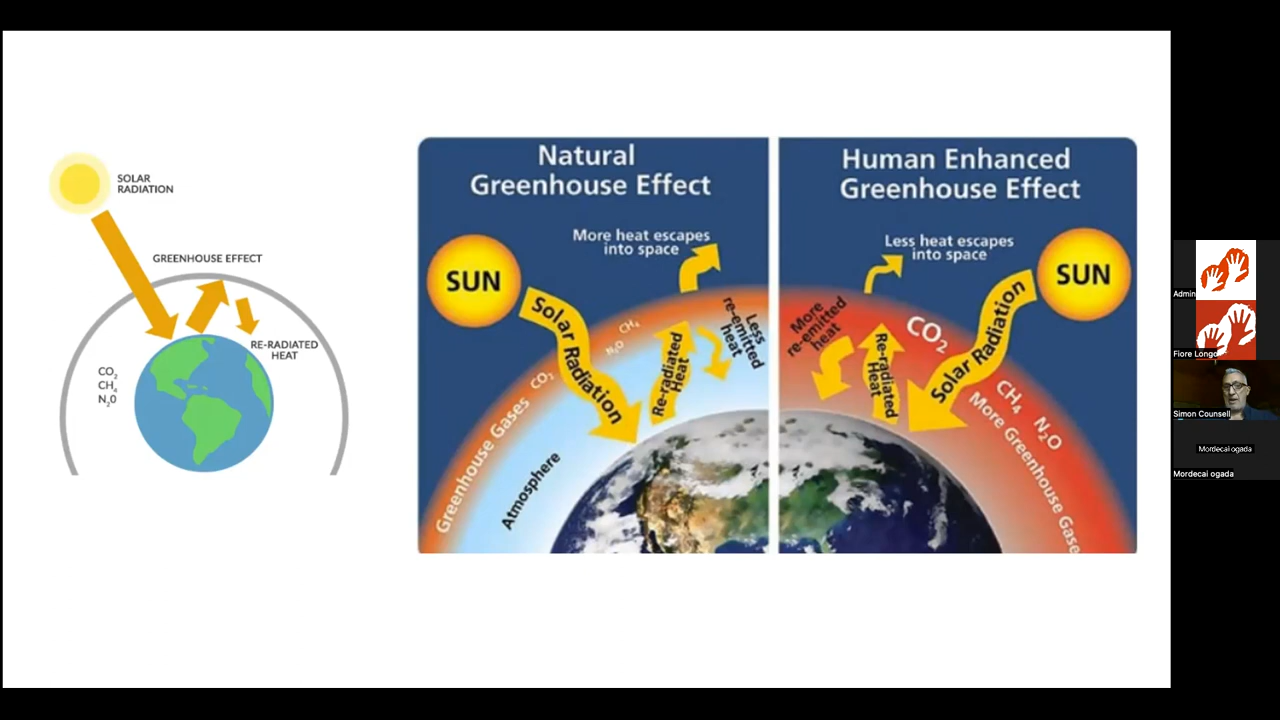 SOLAR
RADIATION
GREENHOUSE EFFECT
RE-RADIATED
HEAT
CO₂
CH₄
N₂0
Natural
Greenhouse Effect
More heat escapes
into space
SUN
Solar Radiation
CH₄
N₂O
CO₂
Less
re-emitted
heat
Re-radiated
Heat
Greenhouse Gases
Atmosphere
Human Enhanced
Greenhouse Effect
Less heat escapes
into space
SUN
More
re-emitted
heat
CO₂
Solar Radiation
Re-radiated
Heat
CH₄
N₂O
More Greenhouse Gases
Admin
Fiore Longo
Simon Counsell
Mordecai ogada
Mordecai ogada